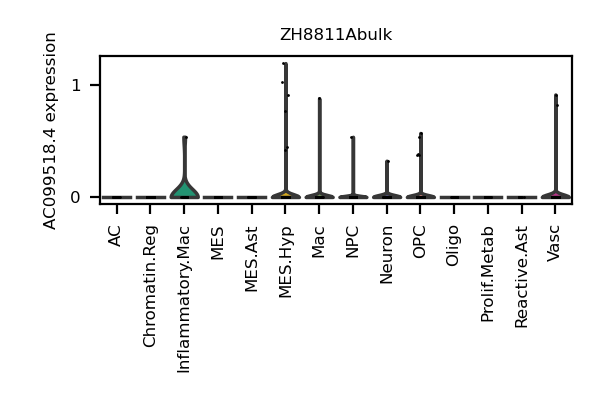 ZH8811Abulk
AC099518.4 expression
1
0
AC
Chromatin.Reg
Inflammatory.Mac
MES
MES.Ast
MES.Hyp
Mac
NPC
Neuron
OPC
Oligo
Prolif.Metab
Reactive.Ast
Vasc